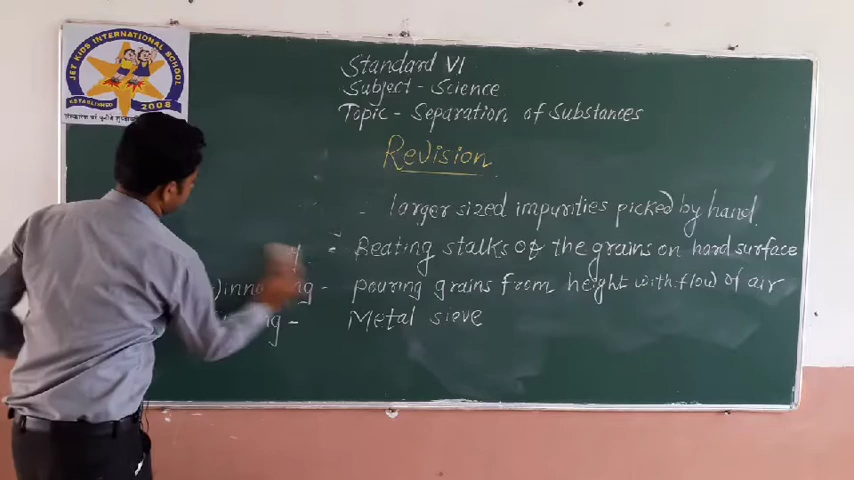 JET KIDS INTERNATIONAL SCHOOL
ESTABLISHED 2008
Standard VI
Subject - Science
Topic - Separation of Substances
Revision
- larger sized impurities picked by hand.
- Beating stalks of the grains on hard surface
- pouring grains from height with flow of air
- Metal sieve